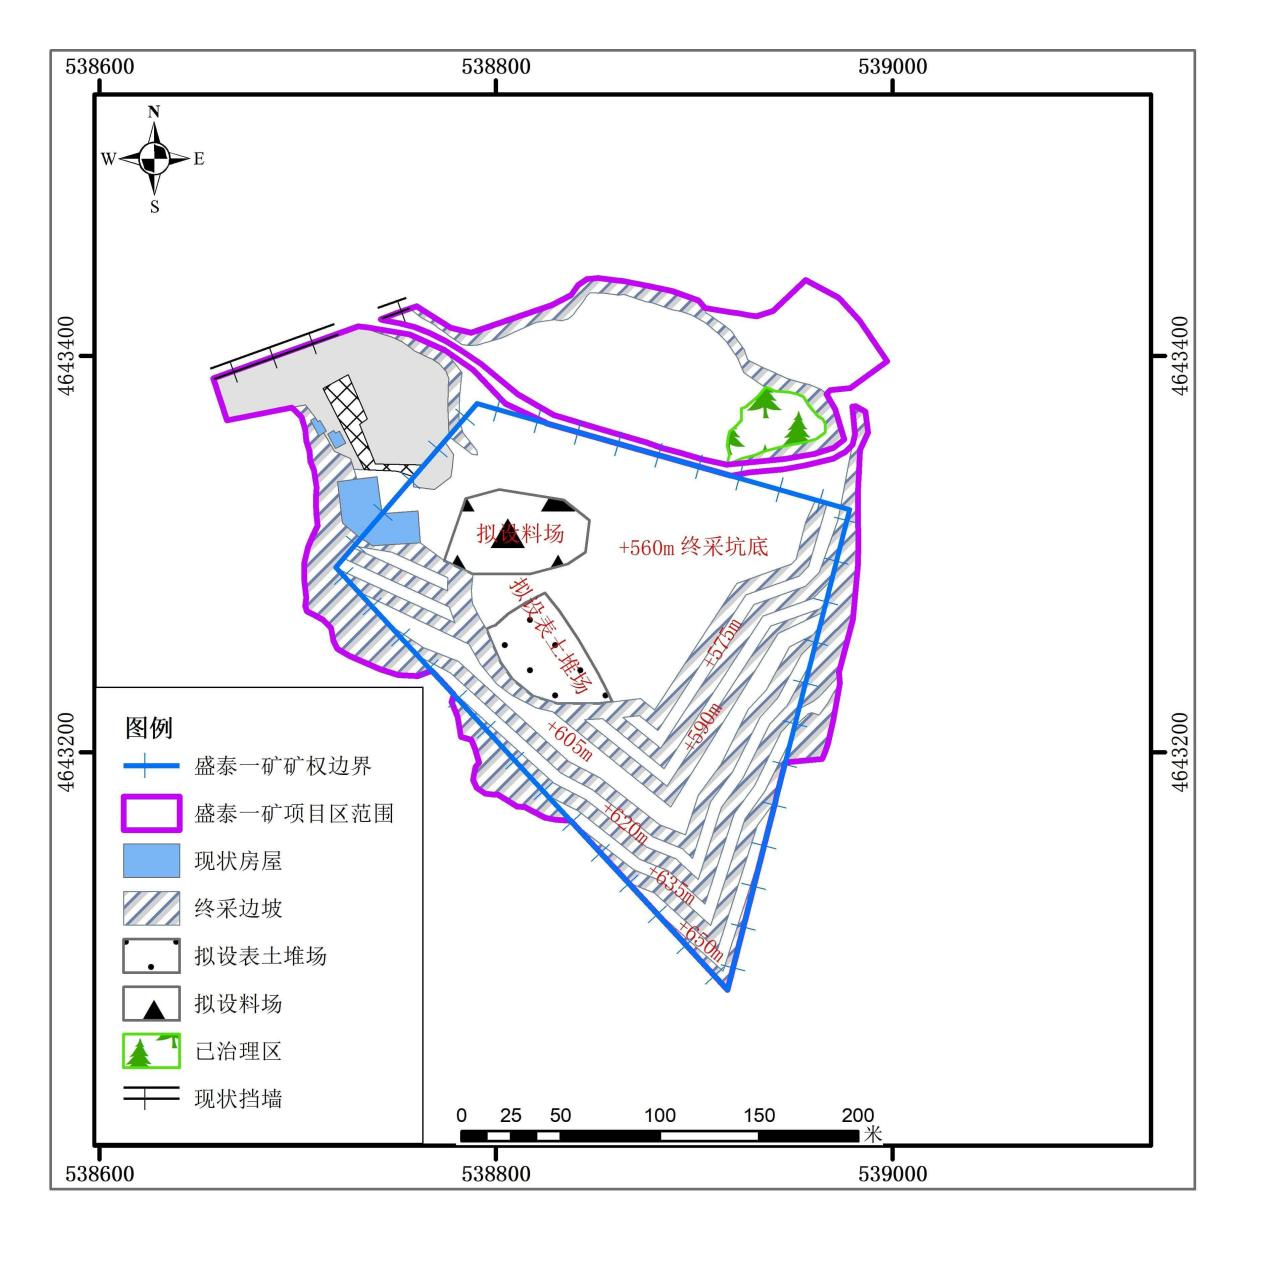 538600 538800 539000
N
W E
S
4643400 4643400
拟设料场
+560m 终采坑底
拟设表土堆场
+575m
+590m
+605m
4643200 4643200
+620m
+635m
+650m
图例
盛泰一矿矿权边界
盛泰一矿项目区范围
现状房屋
终采边坡
拟设表土堆场
拟设料场
已治理区
现状挡墙
0 25 50 100 150 200
米
538600 538800 539000